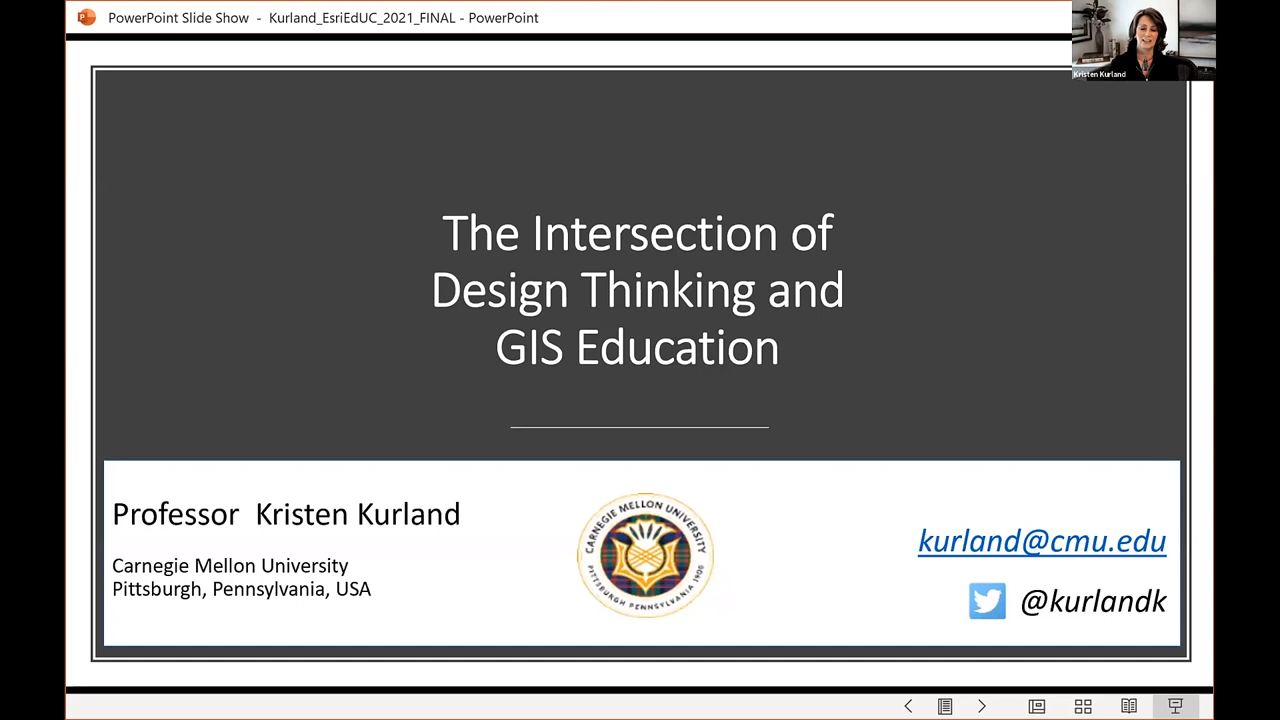 PowerPoint Slide Show - Kurland_EsriEdUC_2021_FINAL - PowerPoint
Kristen Kurland
The Intersection of
Design Thinking and
GIS Education
Professor Kristen Kurland
Carnegie Mellon University
Pittsburgh, Pennsylvania, USA
CARNEGIE MELLON UNIVERSITY
PITTSBURGH PENNSYLVANIA 1900
kurland@cmu.edu
@kurlandk